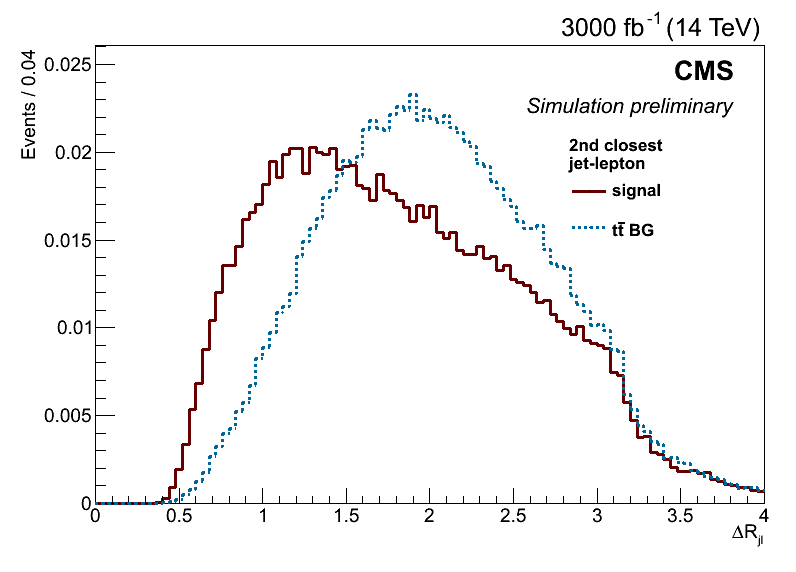 3000 fb⁻¹ (14 TeV)
Events / 0.04
CMS
Simulation preliminary
2nd closest
jet-lepton
signal
tt̄ BG
0.025
0.02
0.015
0.01
0.005
0
0 0.5 1 1.5 2 2.5 3 3.5 4
ΔR_jl